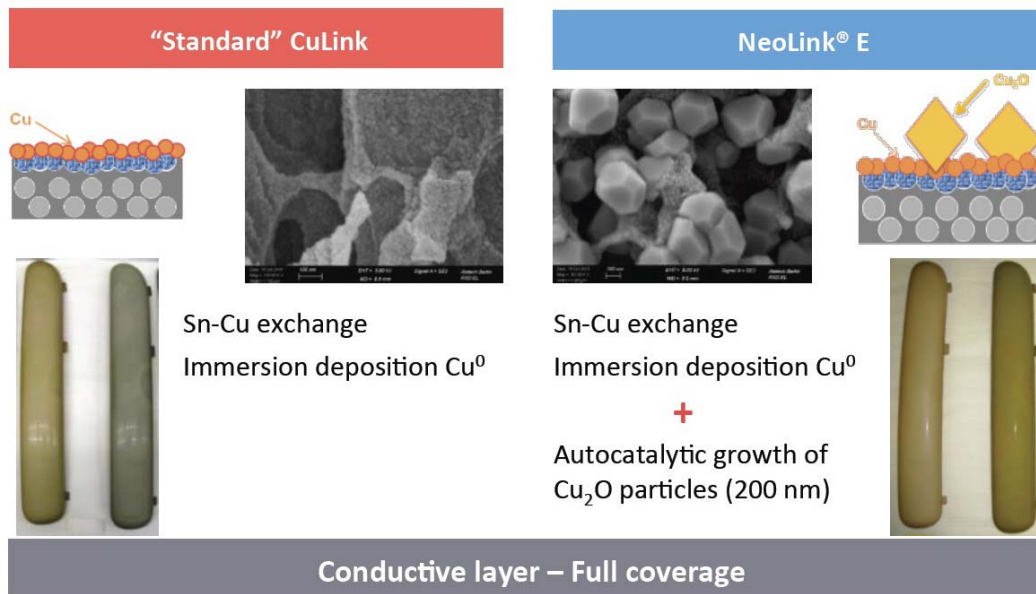 “Standard” CuLink
NeoLink® E
Cu
Cu₂O
Cu
Sn-Cu exchange
Immersion deposition Cu⁰
Sn-Cu exchange
Immersion deposition Cu⁰
+
Autocatalytic growth of
Cu₂O particles (200 nm)
Conductive layer – Full coverage